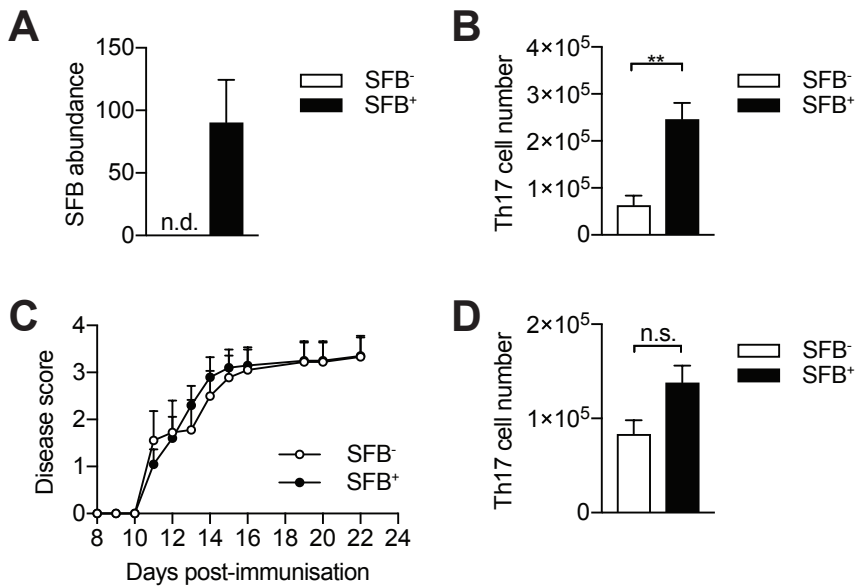 A
SFB abundance
150
100
50
0
n.d.
SFB⁻
SFB⁺
B
Th17 cell number
4×10⁵
3×10⁵
2×10⁵
1×10⁵
0
**
SFB⁻
SFB⁺
C
Disease score
4
3
2
1
0
8 10 12 14 16 18 20 22 24
Days post-immunisation
SFB⁻
SFB⁺
D
Th17 cell number
2×10⁵
1×10⁵
0
n.s.
SFB⁻
SFB⁺